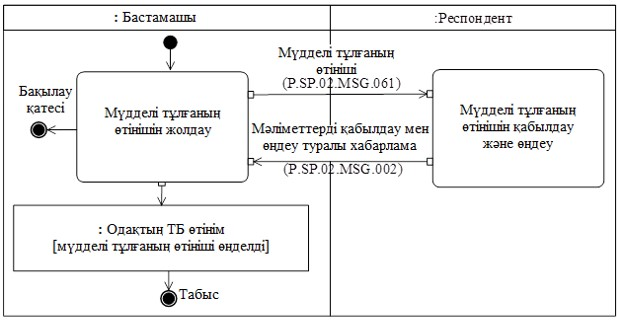 : Бастамашы
:Респондент
Мүдделі тұлғаның
өтініші
(P.SP.02.MSG.061)
Бақылау
қатесі
Мүдделі тұлғаның
өтінішін жолдау
Мүдделі тұлғаның
өтінішін қабылдау
және өңдеу
Мәліметтерді қабылдау мен
өңдеу туралы хабарлама
(P.SP.02.MSG.002)
: Одақтың ТБ өтінім
[мүдделі тұлғаның өтініші өңделді]
Табыс